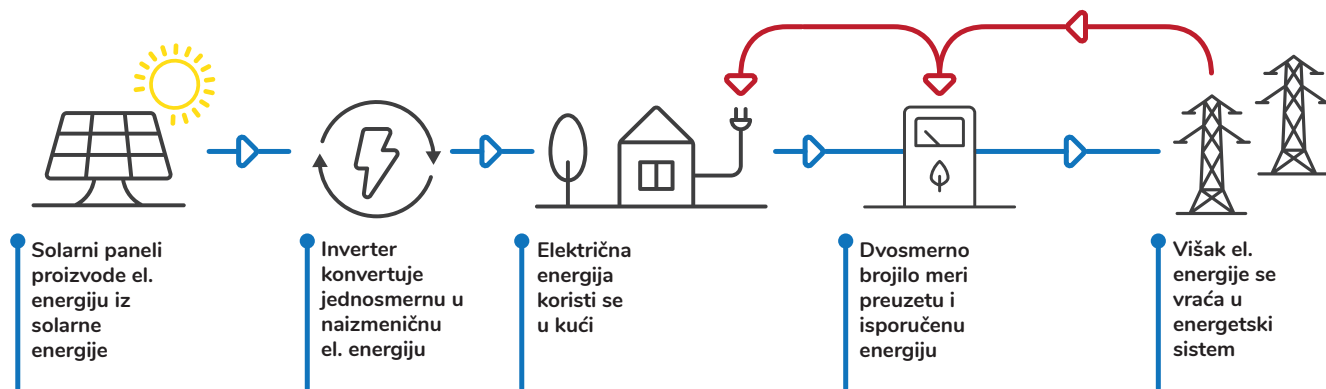 Solarni paneli
proizvode el.
energiju iz
solarne
energije
Inverter
konvertuje
jednosmernu u
naizmeničnu
el. energiju
Električna
energija
koristi se
u kući
Dvosmerno
brojilo meri
preuzetu i
isporučenu
energiju
Višak el.
energije se
vraća u
energetski
sistem